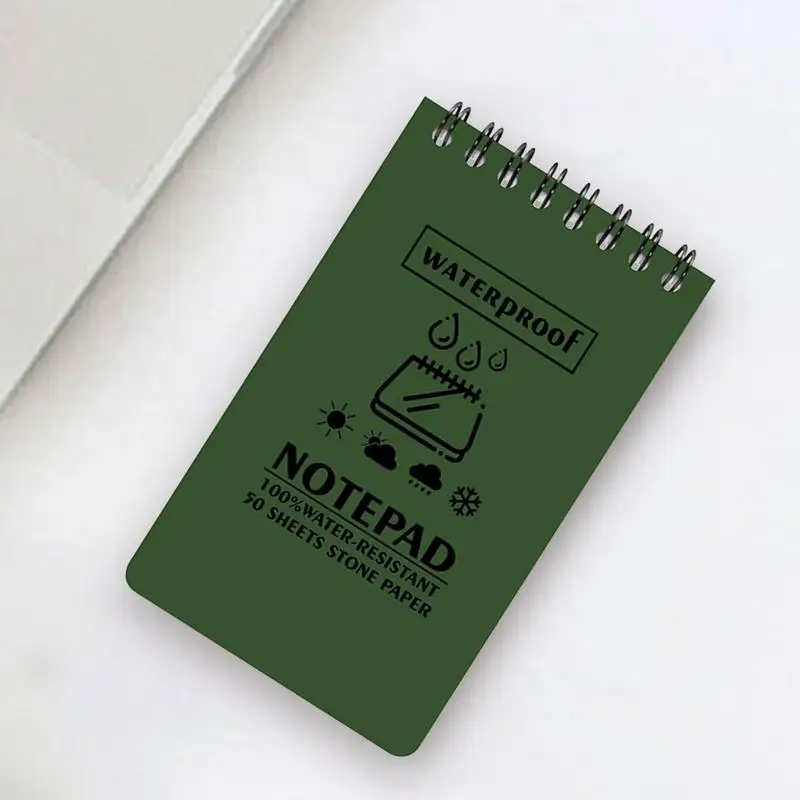 WATERPROOF
NOTEPAD
100%WATER-RESISTANT
50 SHEETS STONE PAPER